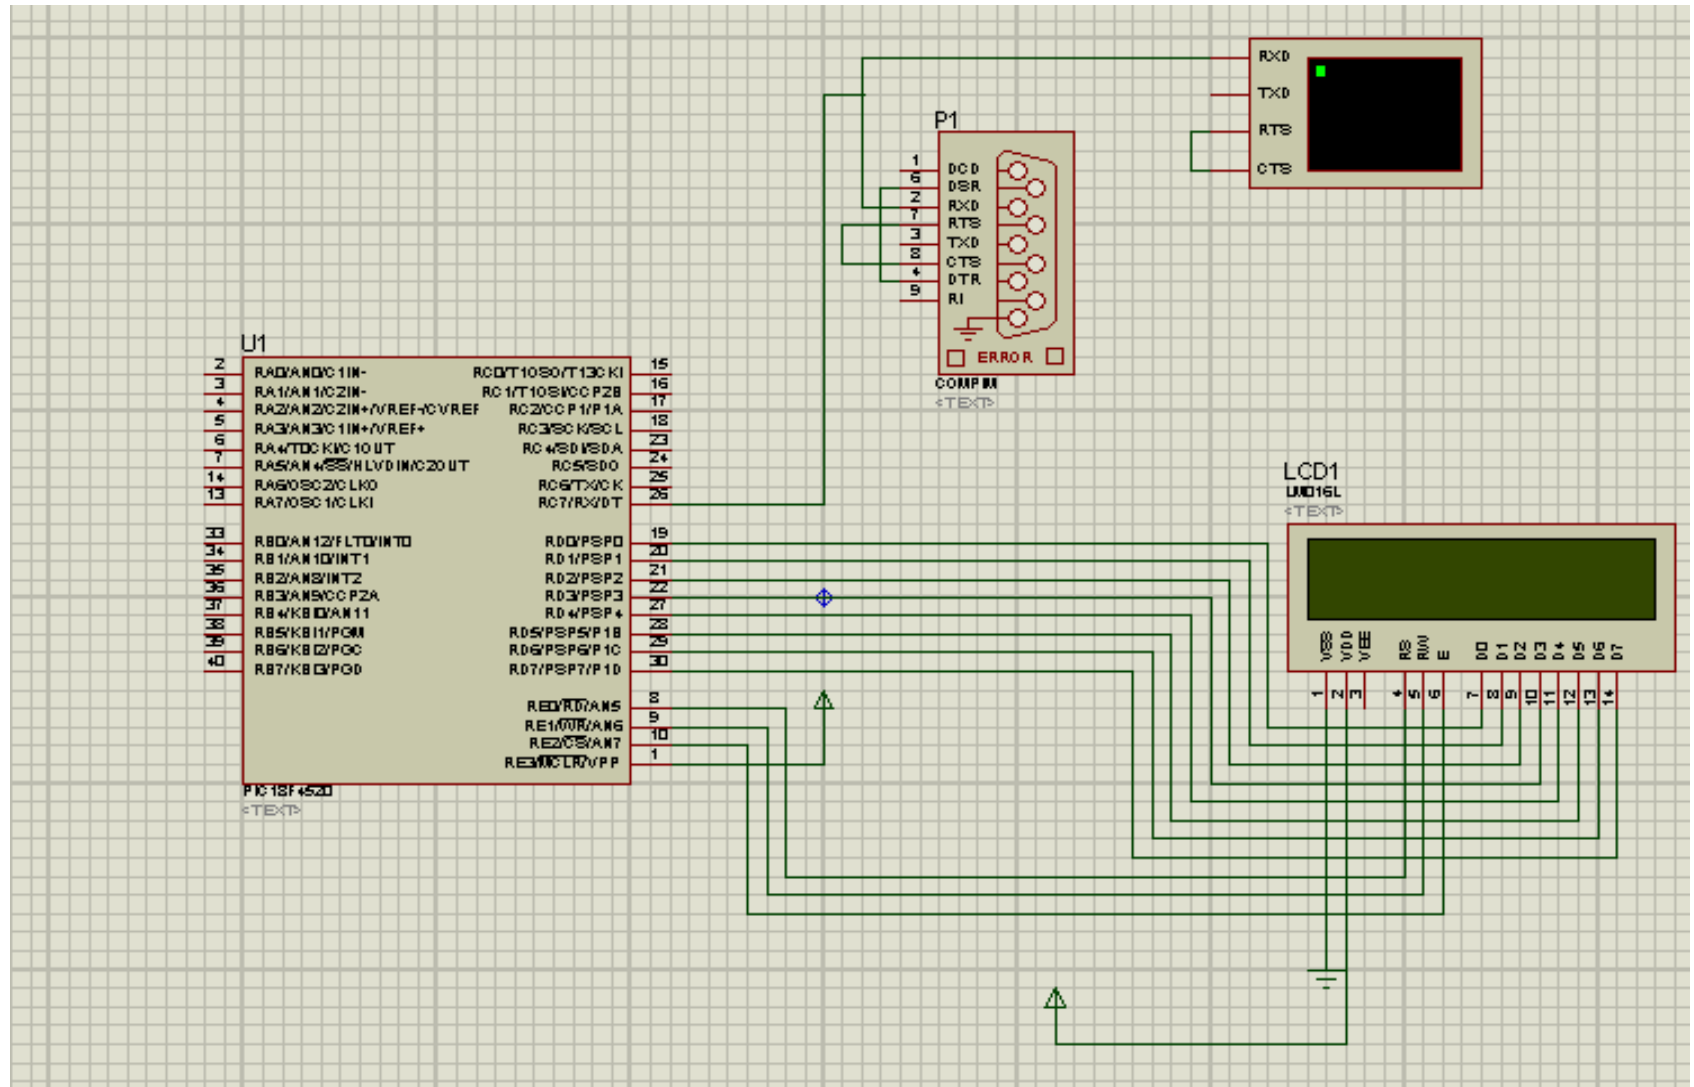 RXD
TXD
RTS
CTS
P1
1 DCD
6 DSR
2 RXD
7 RTS
3 TXD
8 CTS
4 DTR
9 RI
ERROR
COMPIM
<TEXT>
U1
2 RA0/AN0/C1IN- RC0/T1OSO/T13CKI 15
3 RA1/AN1/C2IN- RC1/T1OSI/CCP2B 16
4 RA2/AN2/C2IN+/VREF-/CVREF RC2/CCP1/P1A 17
5 RA3/AN3/C1IN+/VREF+ RC3/SCK/SCL 18
6 RA4/T0CKI/C1OUT RC4/SDI/SDA 23
7 RA5/AN4/SS/HLVDIN/C2OUT RC5/SDO 24
14 RA6/OSC2/CLKO RC6/TX/CK 25
13 RA7/OSC1/CLKI RC7/RX/DT 26
33 RB0/AN12/FLT0/INT0 RD0/PSP0 19
34 RB1/AN10/INT1 RD1/PSP1 20
35 RB2/AN8/INT2 RD2/PSP2 21
36 RB3/AN9/CCP2A RD3/PSP3 22
37 RB4/KBI0/AN11 RD4/PSP4 27
38 RB5/KBI1/PGM RD5/PSP5/P1B 28
39 RB6/KBI2/PGC RD6/PSP6/P1C 29
40 RB7/KBI3/PGD RD7/PSP7/P1D 30
RE0/RD/AN5 8
RE1/WR/AN6 9
RE2/CS/AN7 10
RE3/MCLR/VPP 1
PIC18F4520
<TEXT>
LCD1
LM016L
<TEXT>
VSS VDD VEE RS RW E D0 D1 D2 D3 D4 D5 D6 D7
1 2 3 4 5 6 7 8 9 10 11 12 13 14